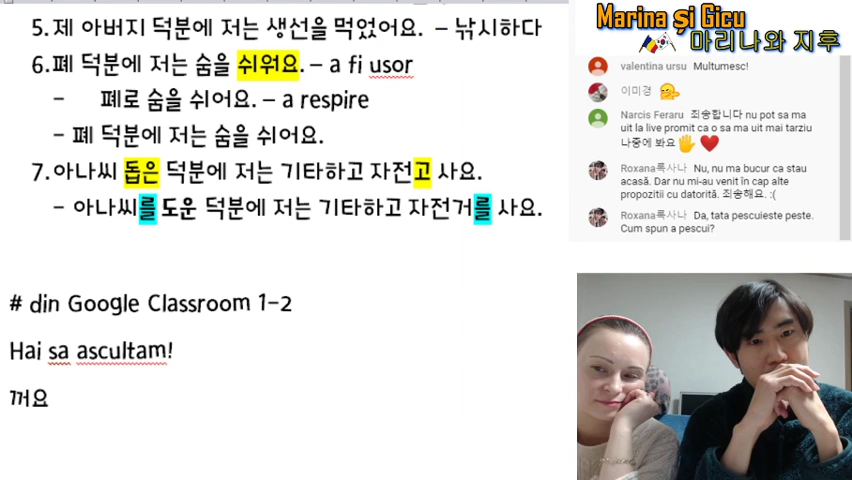 5. 제 아버지 덕분에 저는 생선을 먹었어요. – 낚시하다
6. 폐 덕분에 저는 숨을 쉬워요. – a fi usor
- 폐로 숨을 쉬어요. – a respire
- 폐 덕분에 저는 숨을 쉬어요.
7. 아나씨 돕은 덕분에 저는 기타하고 자전고 사요.
- 아나씨를 도운 덕분에 저는 기타하고 자전거를 사요.
# din Google Classroom 1-2
Hai sa ascultam!
꺼요
Marina și Gicu
마리나와 지후
valentina ursu Multumesc!
이미경
Narcis Feraru 죄송합니다 nu pot sa ma
uit la live promit ca o sa ma uit mai tarziu
나중에 봐요
Roxana록사나 Nu, nu ma bucur ca stau
acasă. Dar nu mi-au venit în cap alte
propozitii cu datorită. 죄송해요. :(
Roxana록사나 Da, tata pescuieste peste.
Cum spun a pescui?